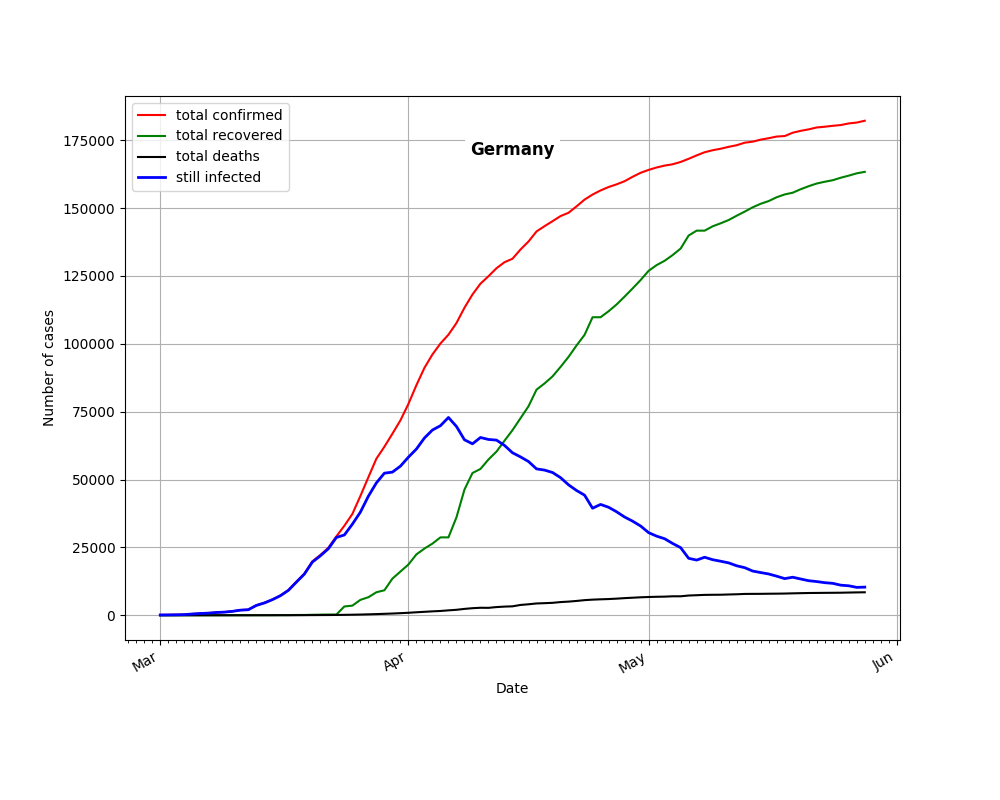 Germany
total confirmed
total recovered
total deaths
still infected
Number of cases
175000
150000
125000
100000
75000
50000
25000
0
Mar
Apr
May
Jun
Date